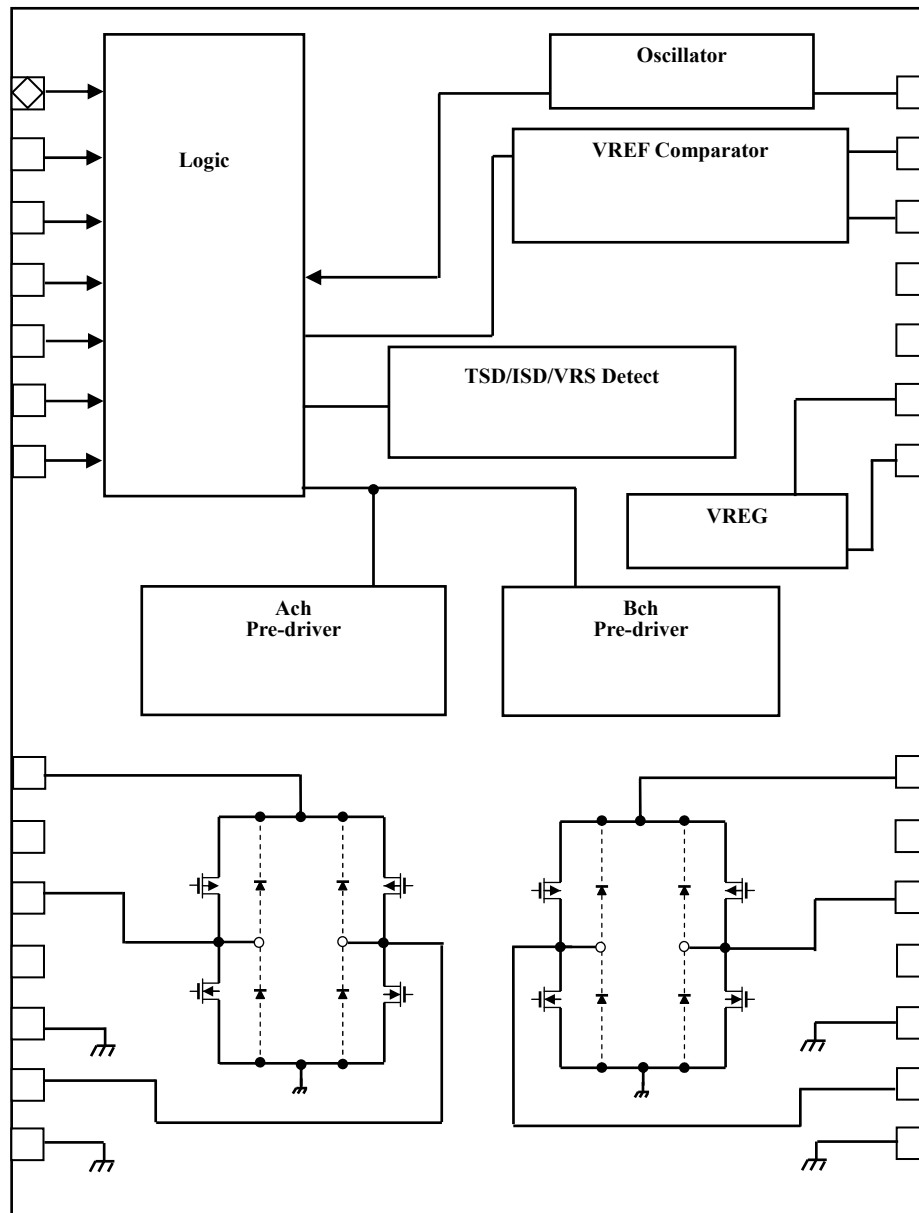 Oscillator
VREF Comparator
Logic
TSD/ISD/VRS Detect
VREG
Ach
Pre-driver
Bch
Pre-driver